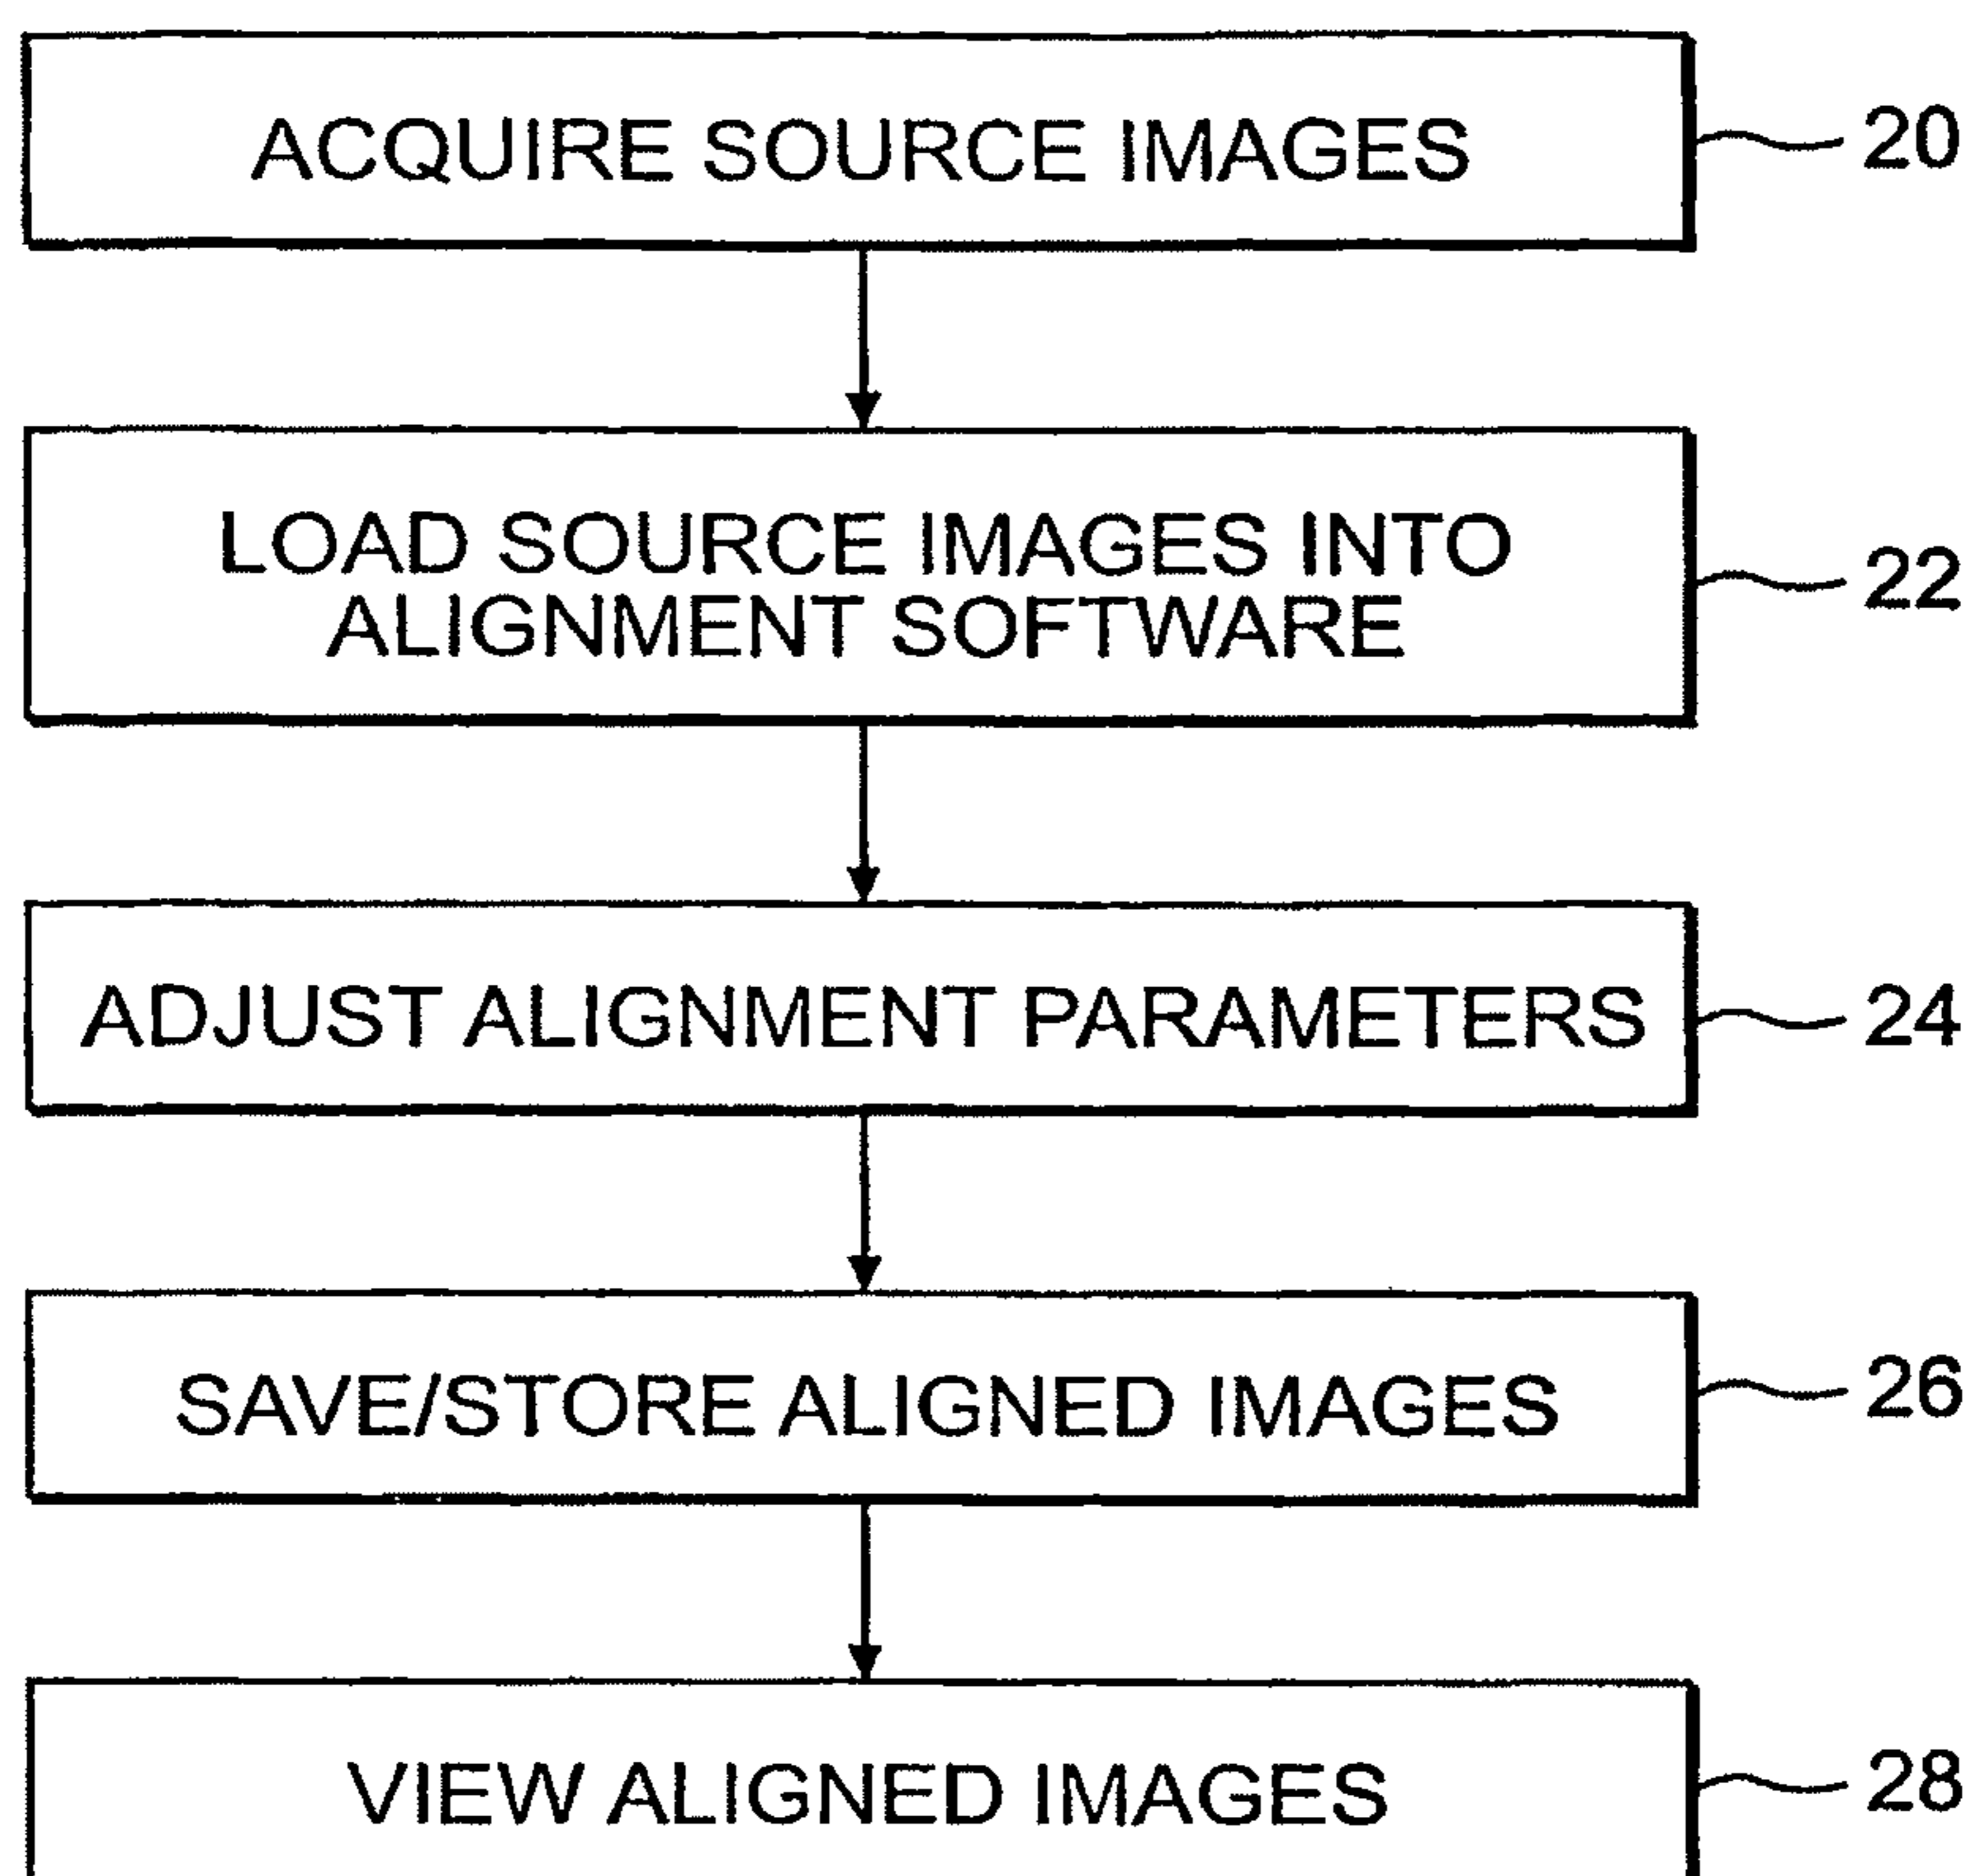 ACQUIRE SOURCE IMAGES
20
LOAD SOURCE IMAGES INTO
ALIGNMENT SOFTWARE
22
ADJUST ALIGNMENT PARAMETERS
24
SAVE/STORE ALIGNED IMAGES
26
VIEW ALIGNED IMAGES
28